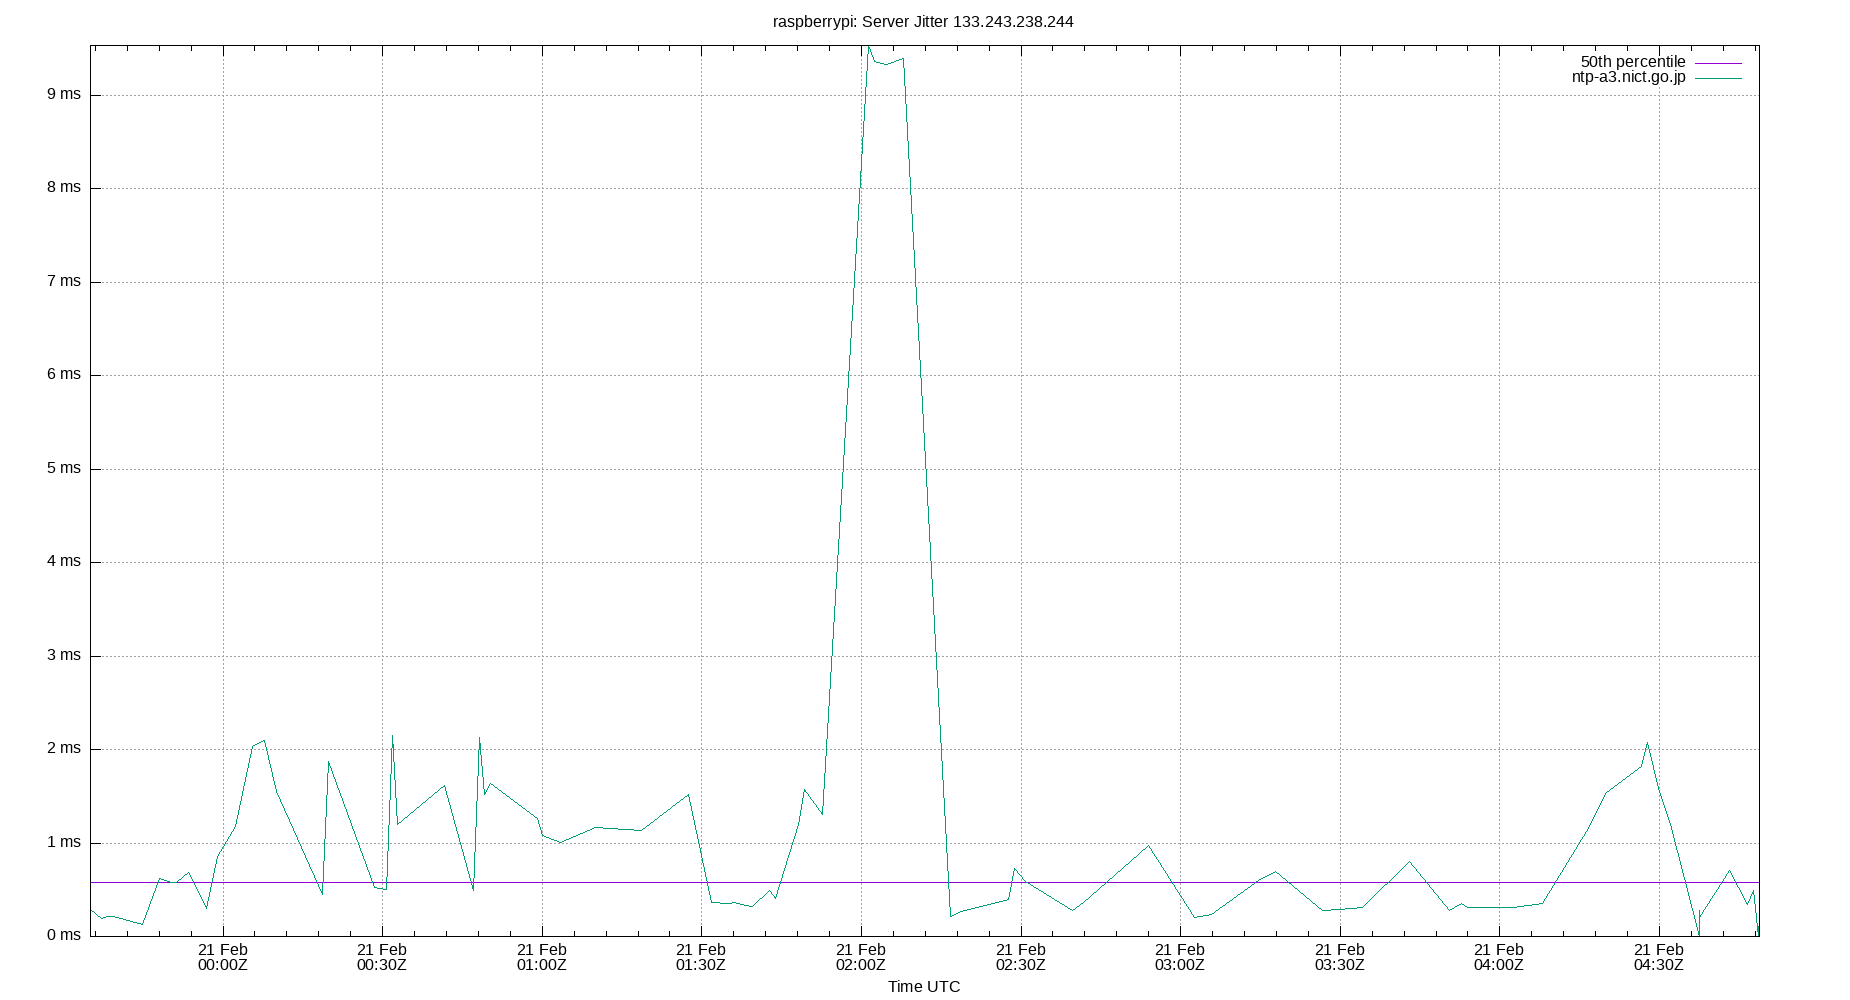 raspberrypi: Server Jitter 133.243.238.244
50th percentile
ntp-a3.nict.go.jp
9 ms
8 ms
7 ms
6 ms
5 ms
4 ms
3 ms
2 ms
1 ms
0 ms
21 Feb 21 Feb 21 Feb 21 Feb 21 Feb 21 Feb 21 Feb 21 Feb 21 Feb 21 Feb
00:00Z 00:30Z 01:00Z 01:30Z 02:00Z 02:30Z 03:00Z 03:30Z 04:00Z 04:30Z
Time UTC